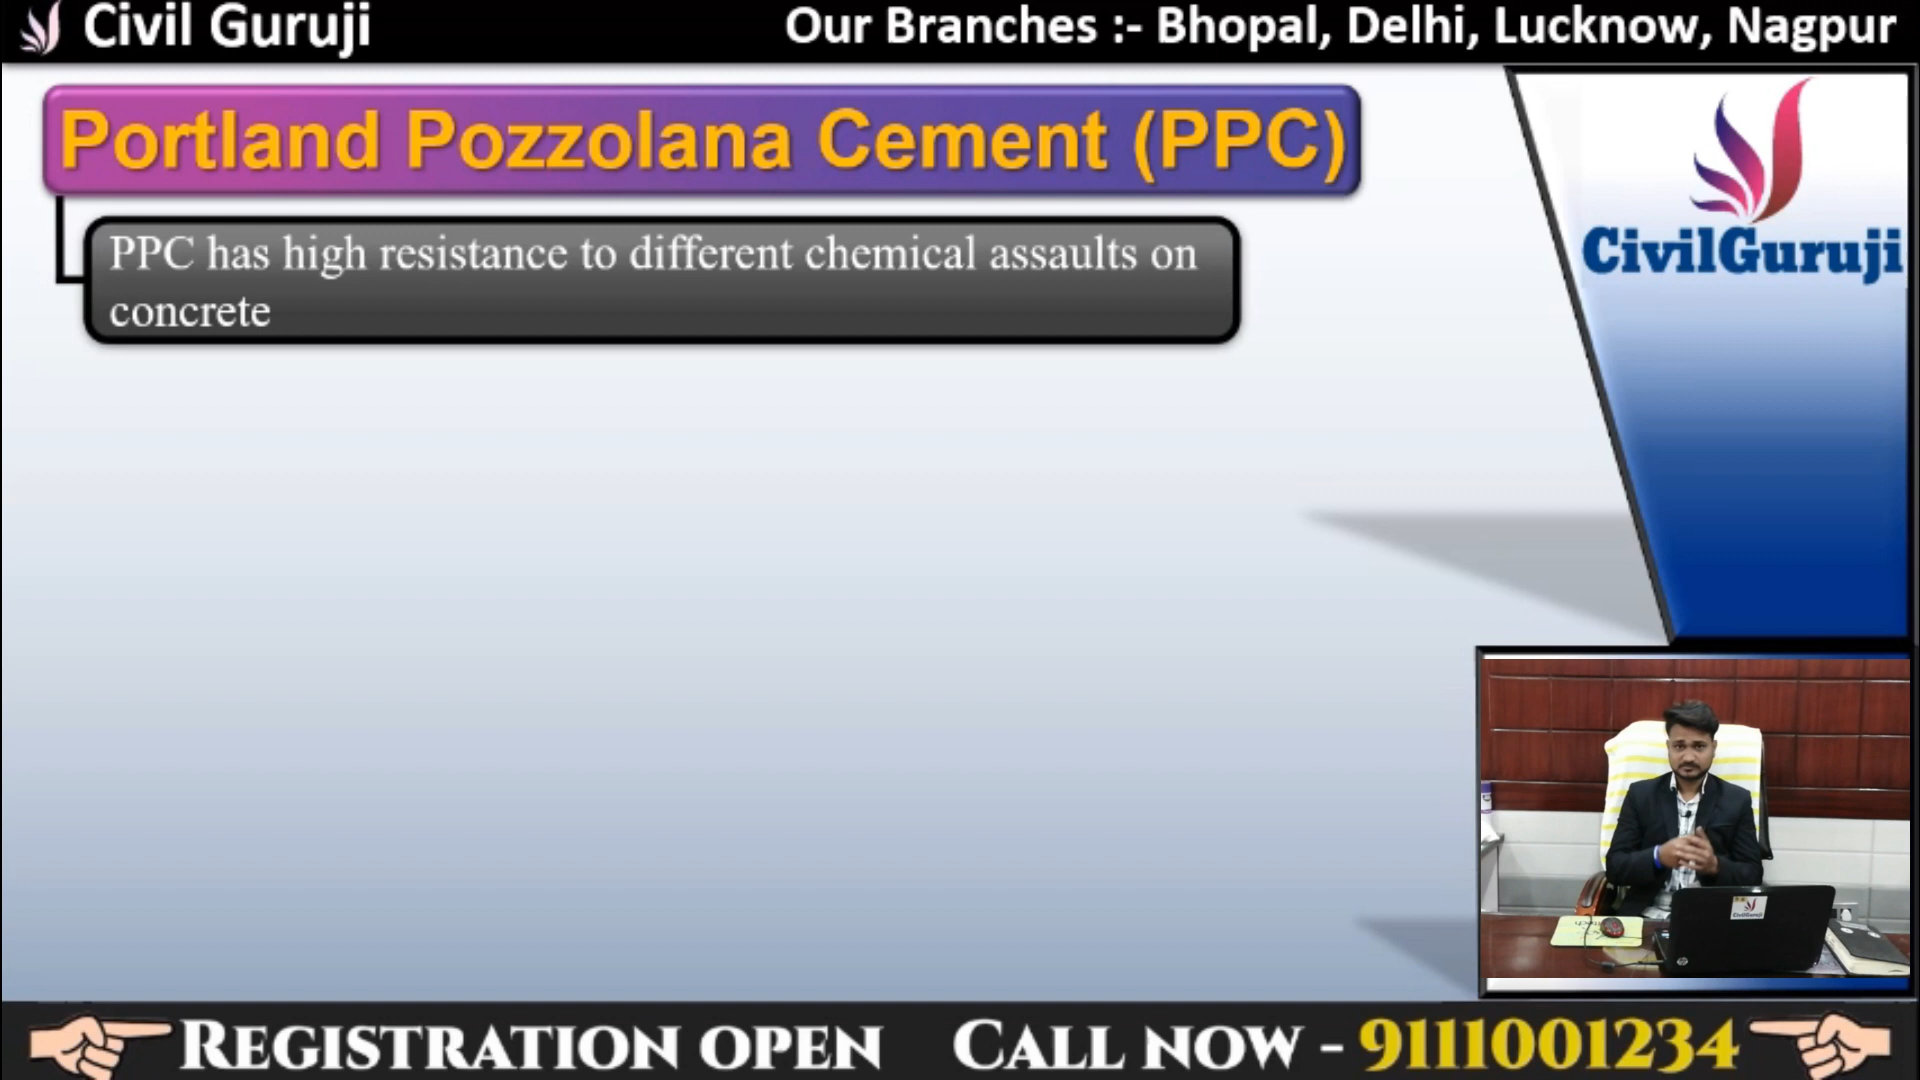 Civil Guruji
Our Branches :- Bhopal, Delhi, Lucknow, Nagpur
Portland Pozzolana Cement (PPC)
PPC has high resistance to different chemical assaults on
concrete
CivilGuruji
REGISTRATION OPEN CALL NOW - 9111001234